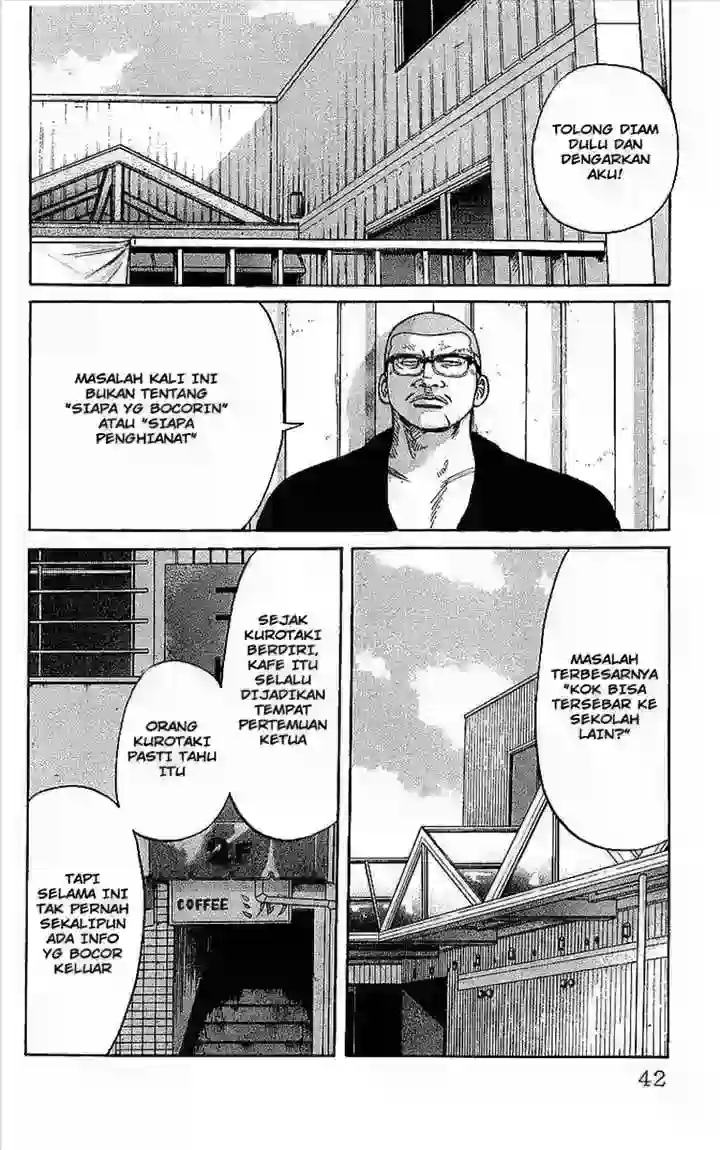 TOLONG DIAM
DULU DAN
DENGARKAN
AKU!
MASALAH KALI INI
BUKAN TENTANG
"SIAPA YG BOCORIN"
ATAU "SIAPA
PENGHIANAT"
MASALAH
TERBESARNYA
"KOK BISA
TERSEBAR KE
SEKOLAH
LAIN?"
SEJAK
KUROTAKI
BERDIRI,
KAFE ITU
SELALU
DIJADIKAN
TEMPAT
PERTEMUAN
KETUA
ORANG
KUROTAKI
PASTI TAHU
ITU
TAPI
SELAMA INI
TAK PERNAH
SEKALIPUN
ADA INFO
YG BOCOR
KELUAR
2F
COFFEE
42